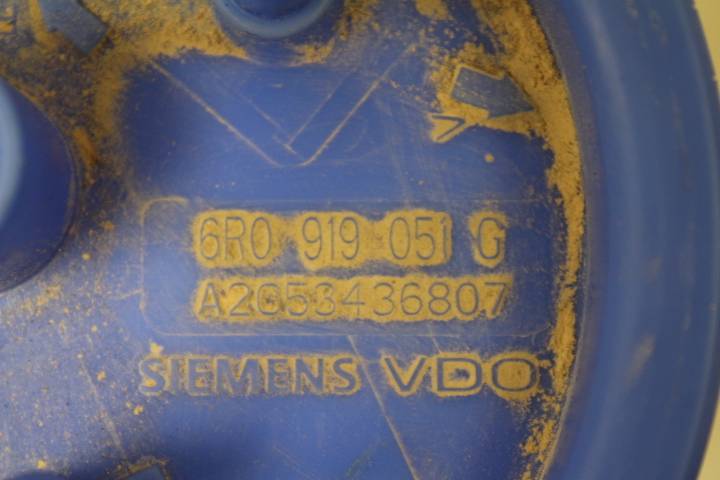 6R0 919 051 G
A2C53436807
SIEMENS VDO